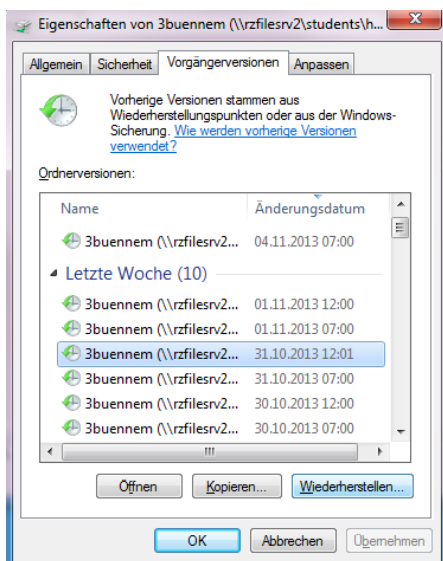 Eigenschaften von 3buennem (\\rzfilesrv2\students\h...
Allgemein Sicherheit Vorgängerversionen Anpassen
Vorherige Versionen stammen aus
Wiederherstellungspunkten oder aus der Windows-
Sicherung. Wie werden vorherige Versionen
verwendet?
Ordnerversionen:
Name Änderungsdatum
3buennem (\\rzfilesrv2... 04.11.2013 07:00
Letzte Woche (10)
3buennem (\\rzfilesrv2... 01.11.2013 12:00
3buennem (\\rzfilesrv2... 01.11.2013 07:00
3buennem (\\rzfilesrv2... 31.10.2013 12:01
3buennem (\\rzfilesrv2... 31.10.2013 07:00
3buennem (\\rzfilesrv2... 30.10.2013 12:00
3buennem (\\rzfilesrv2... 30.10.2013 07:00
Öffnen Kopieren... Wiederherstellen...
OK Abbrechen Übernehmen